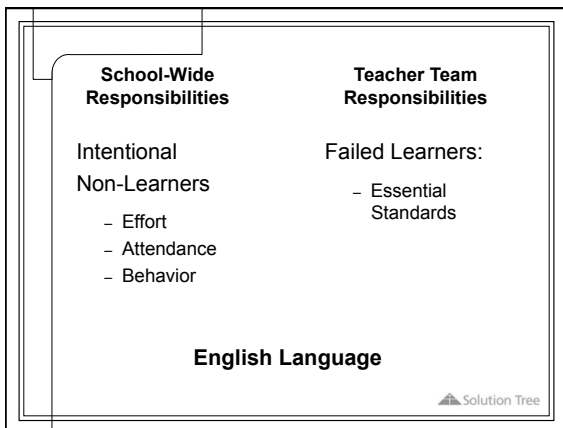 School-Wide
Responsibilities
Intentional
Non-Learners
– Effort
– Attendance
– Behavior
Teacher Team
Responsibilities
Failed Learners:
– Essential
Standards
English Language
Solution Tree